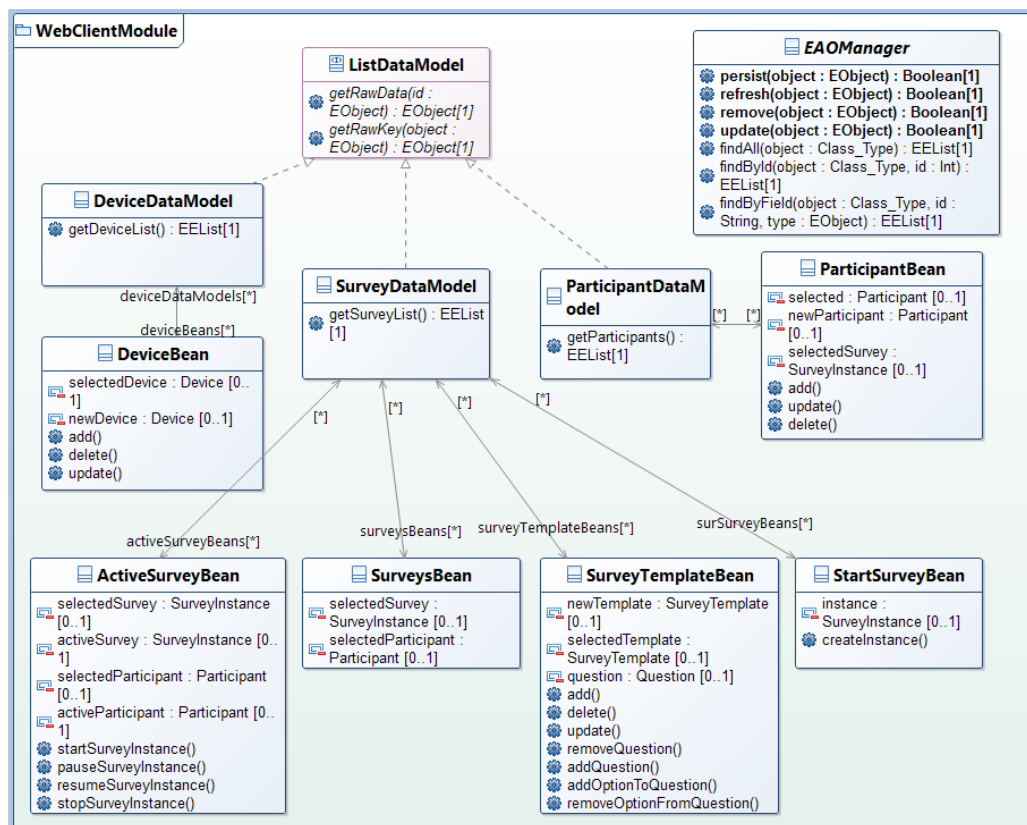 WebClientModule
ListDataModel
getRawData(id :
EObject) : EObject[1]
getRawKey(object :
EObject) : EObject[1]
EAOManager
persist(object : EObject) : Boolean[1]
refresh(object : EObject) : Boolean[1]
remove(object : EObject) : Boolean[1]
update(object : EObject) : Boolean[1]
findAll(object : Class_Type) : EEList[1]
findById(object : Class_Type, id : Int) :
EEList[1]
findByField(object : Class_Type, id :
String, type : EObject) : EEList[1]
DeviceDataModel
getDeviceList() : EEList[1]
deviceDataModels[*]
deviceBeans[*]
SurveyDataModel
getSurveyList() : EEList
[1]
ParticipantDataM
odel
getParticipants() :
EEList[1]
[*]
[*]
ParticipantBean
selected : Participant [0..1]
newParticipant : Participant
[0..1]
selectedSurvey :
SurveyInstance [0..1]
add()
update()
delete()
DeviceBean
selectedDevice : Device [0..
1]
newDevice : Device [0..1]
add()
delete()
update()
[*]
[*]
[*]
[*]
activeSurveyBeans[*]
surveysBeans[*]
surveyTemplateBeans[*]
surSurveyBeans[*]
ActiveSurveyBean
selectedSurvey : SurveyInstance
[0..1]
activeSurvey : SurveyInstance [0..
1]
selectedParticipant : Participant
[0..1]
activeParticipant : Participant [0..
1]
startSurveyInstance()
pauseSurveyInstance()
resumeSurveyInstance()
stopSurveyInstance()
SurveysBean
selectedSurvey :
SurveyInstance [0..1]
selectedParticipant :
Participant [0..1]
SurveyTemplateBean
newTemplate : SurveyTemplate
[0..1]
selectedTemplate :
SurveyTemplate [0..1]
question : Question [0..1]
add()
delete()
update()
removeQuestion()
addQuestion()
addOptionToQuestion()
removeOptionFromQuestion()
StartSurveyBean
instance :
SurveyInstance [0..1]
createInstance()